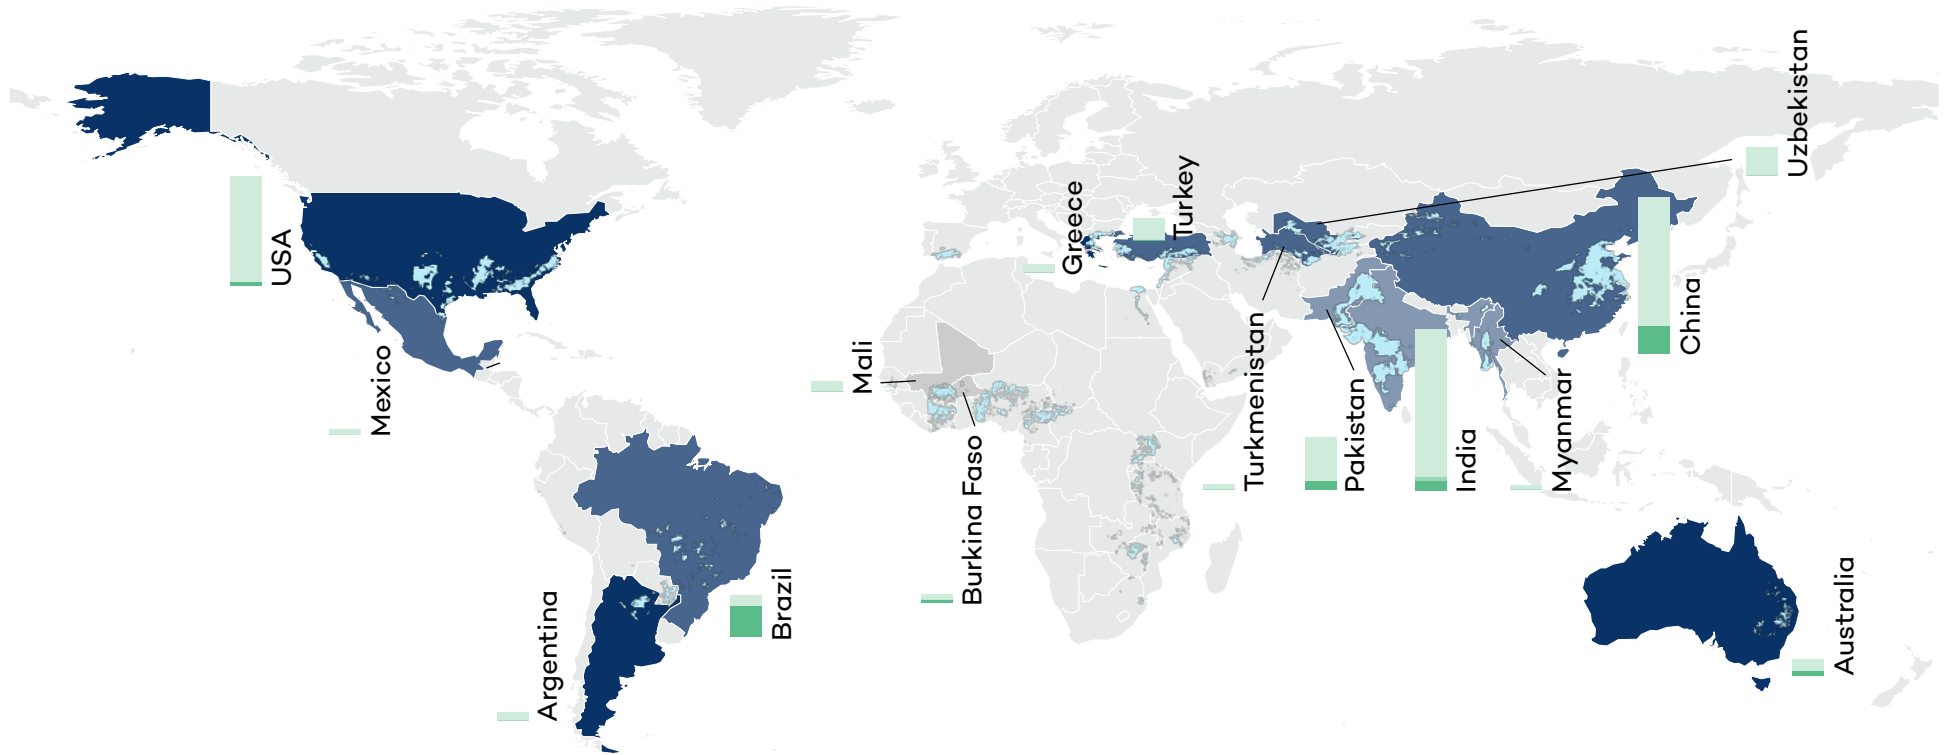 USA
Mexico
Argentina
Brazil
Mali
Burkina Faso
Greece
Turkey
Turkmenistan
Pakistan
India
Myanmar
China
Uzbekistan
Australia